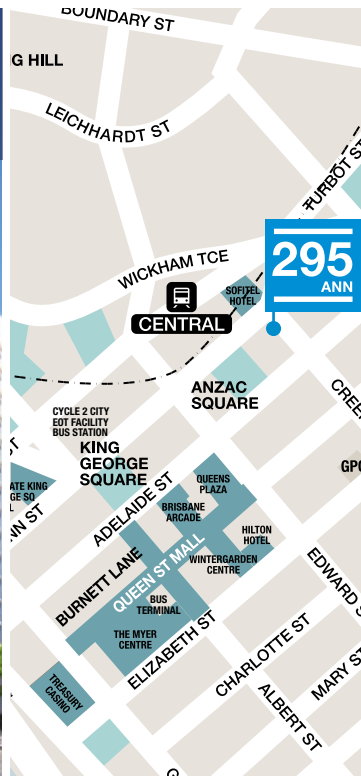 BOUNDARY ST
G HILL
LEICHHARDT ST
TURBOT ST
WICKHAM TCE
295
ANN
SOFITEL
HOTEL
CENTRAL
ANZAC
SQUARE
CYCLE 2 CITY
EOT FACILITY
BUS STATION
KING
GEORGE
SQUARE
CREE
GPO
ATE KING
GE SQ
L
NN ST
ADELAIDE ST
QUEENS
PLAZA
BRISBANE
ARCADE
HILTON
HOTEL
BURNETT LANE
QUEEN ST MALL
WINTERGARDEN
CENTRE
BUS
TERMINAL
THE MYER
CENTRE
EDWARD S
ELIZABETH ST
CHARLOTTE ST
MARY ST
ALBERT ST
TREASURY
CASINO